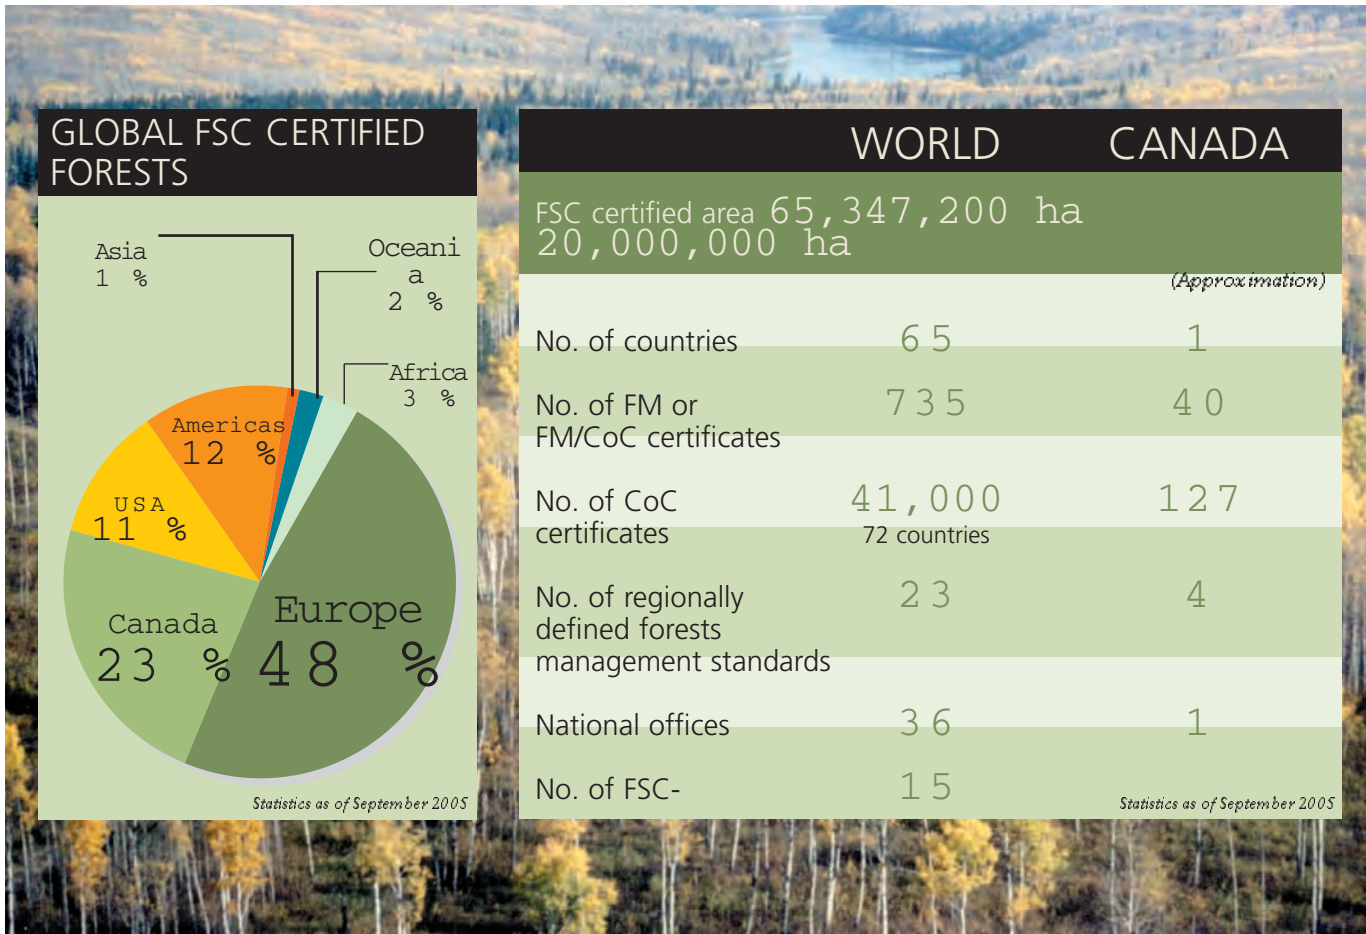 GLOBAL FSC CERTIFIED
FORESTS
Asia
1 %
Oceani
a
2 %
Africa
3 %
Americas
12 %
USA
11 %
Canada
23 %
Europe
48 %
Statistics as of September 2005
WORLD CANADA
FSC certified area 65,347,200 ha
20,000,000 ha
(Approximation)
No. of countries 65 1
No. of FM or 735 40
FM/CoC certificates
No. of CoC 41,000 127
certificates 72 countries
No. of regionally 23 4
defined forests
management standards
National offices 36 1
No. of FSC- 15
Statistics as of September 2005